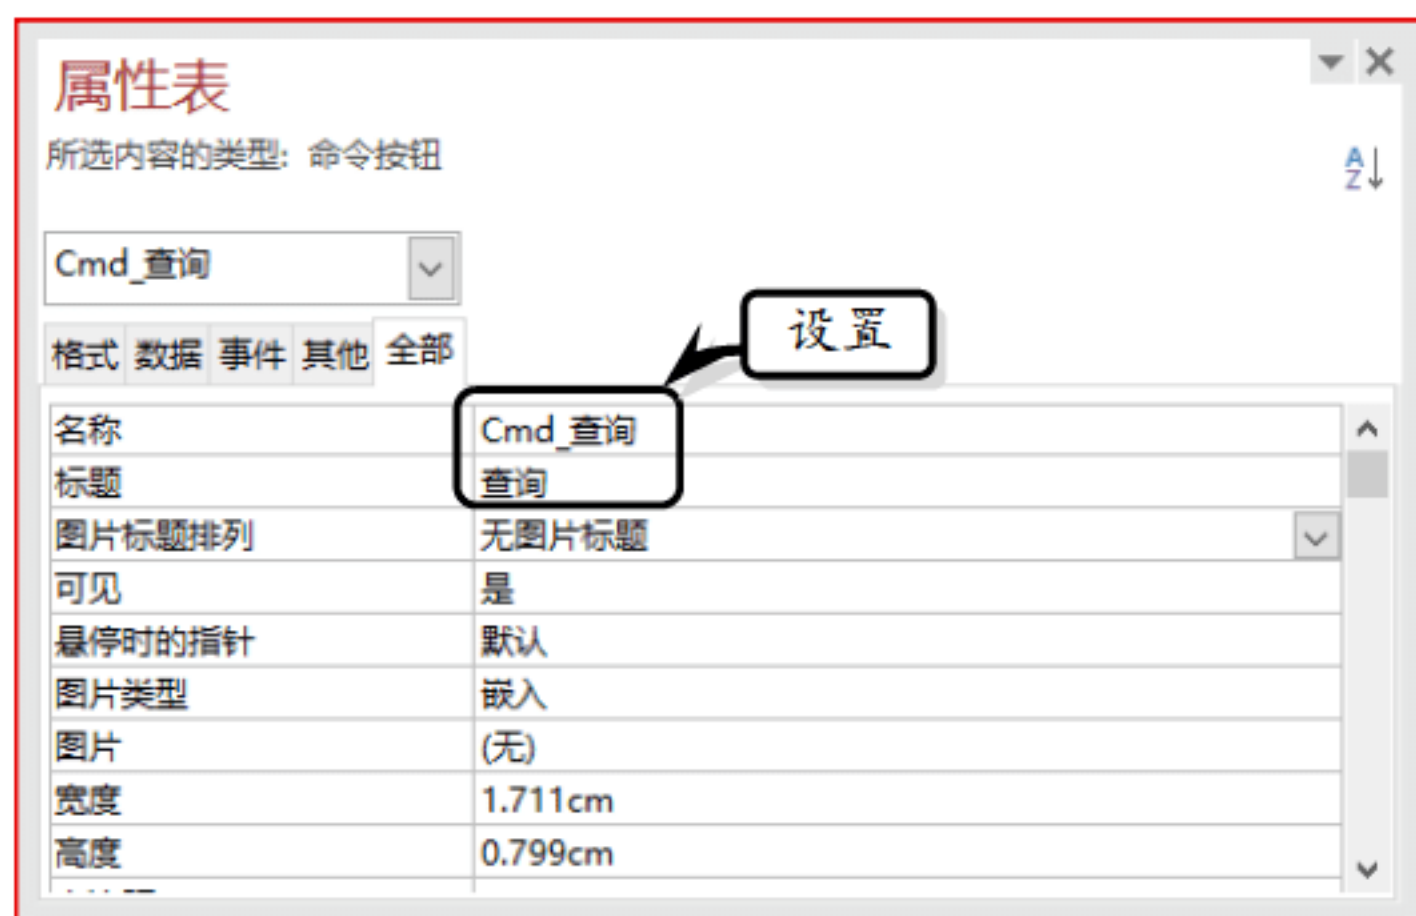 属性表
所选内容的类型: 命令按钮
A
Z
Cmd_查询
设置
格式 数据 事件 其他 全部
名称 Cmd_查询
标题 查询
图片标题排列 无图片标题
可见 是
悬停时的指针 默认
图片类型 嵌入
图片 (无)
宽度 1.711cm
高度 0.799cm